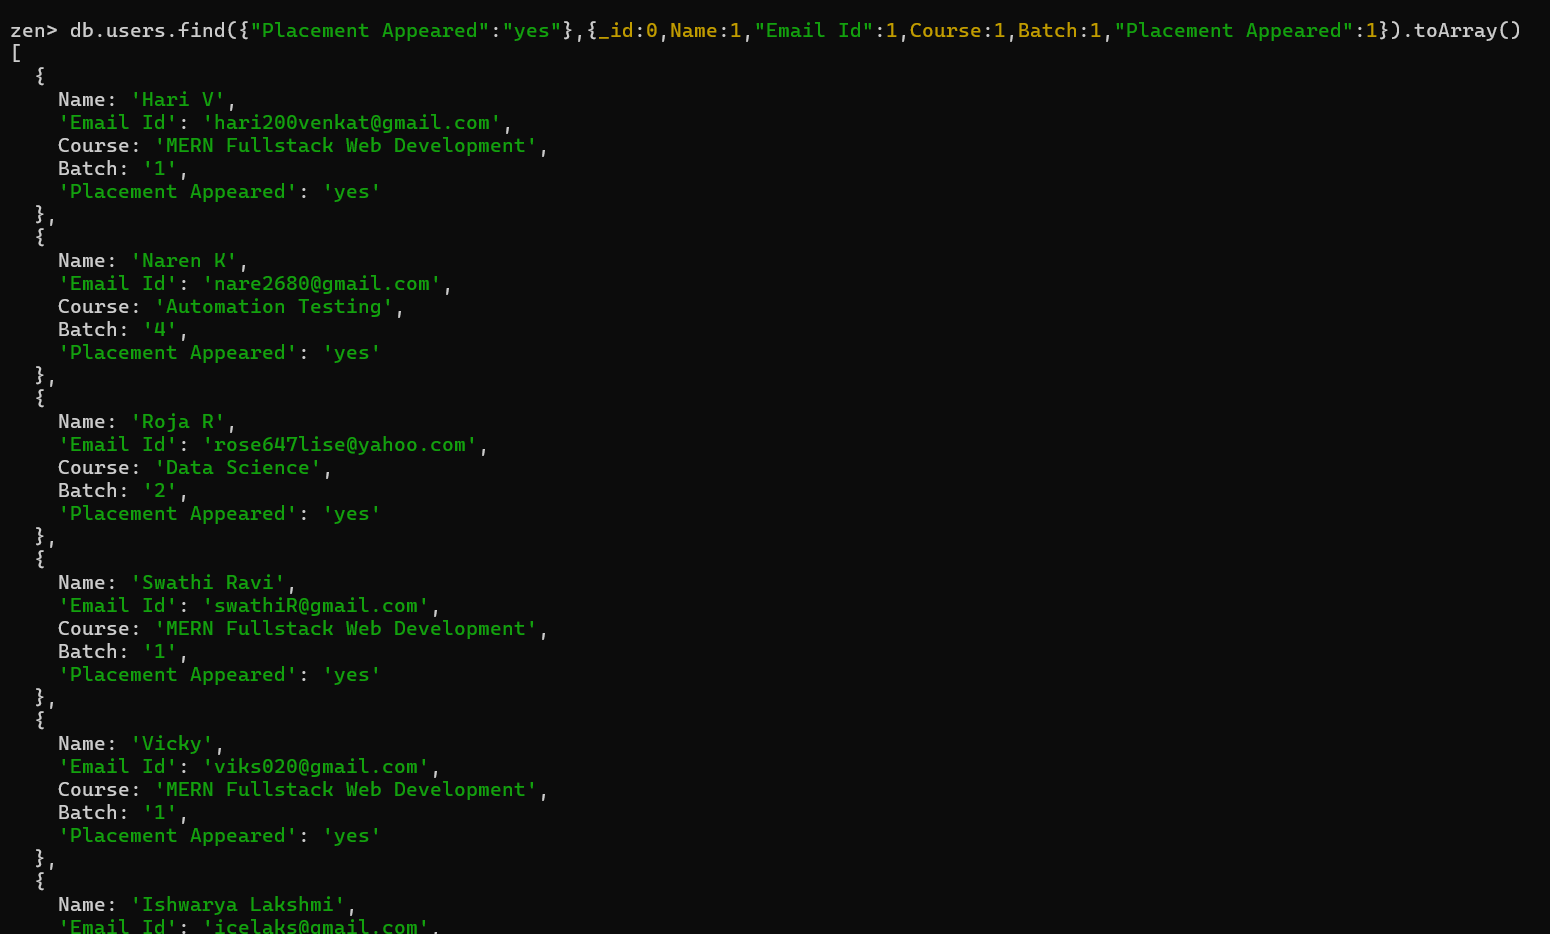 zen> db.users.find({"Placement Appeared":"yes"},{_id:0,Name:1,"Email Id":1,Course:1,Batch:1,"Placement Appeared":1}).toArray()
[
  {
    Name: 'Hari V',
    'Email Id': 'hari200venkat@gmail.com',
    Course: 'MERN Fullstack Web Development',
    Batch: '1',
    'Placement Appeared': 'yes'
  },
  {
    Name: 'Naren K',
    'Email Id': 'nare2680@gmail.com',
    Course: 'Automation Testing',
    Batch: '4',
    'Placement Appeared': 'yes'
  },
  {
    Name: 'Roja R',
    'Email Id': 'rose647lise@yahoo.com',
    Course: 'Data Science',
    Batch: '2',
    'Placement Appeared': 'yes'
  },
  {
    Name: 'Swathi Ravi',
    'Email Id': 'swathiR@gmail.com',
    Course: 'MERN Fullstack Web Development',
    Batch: '1',
    'Placement Appeared': 'yes'
  },
  {
    Name: 'Vicky',
    'Email Id': 'viks020@gmail.com',
    Course: 'MERN Fullstack Web Development',
    Batch: '1',
    'Placement Appeared': 'yes'
  },
  {
    Name: 'Ishwarya Lakshmi',
    'Email Id': 'icelaks@gmail.com',